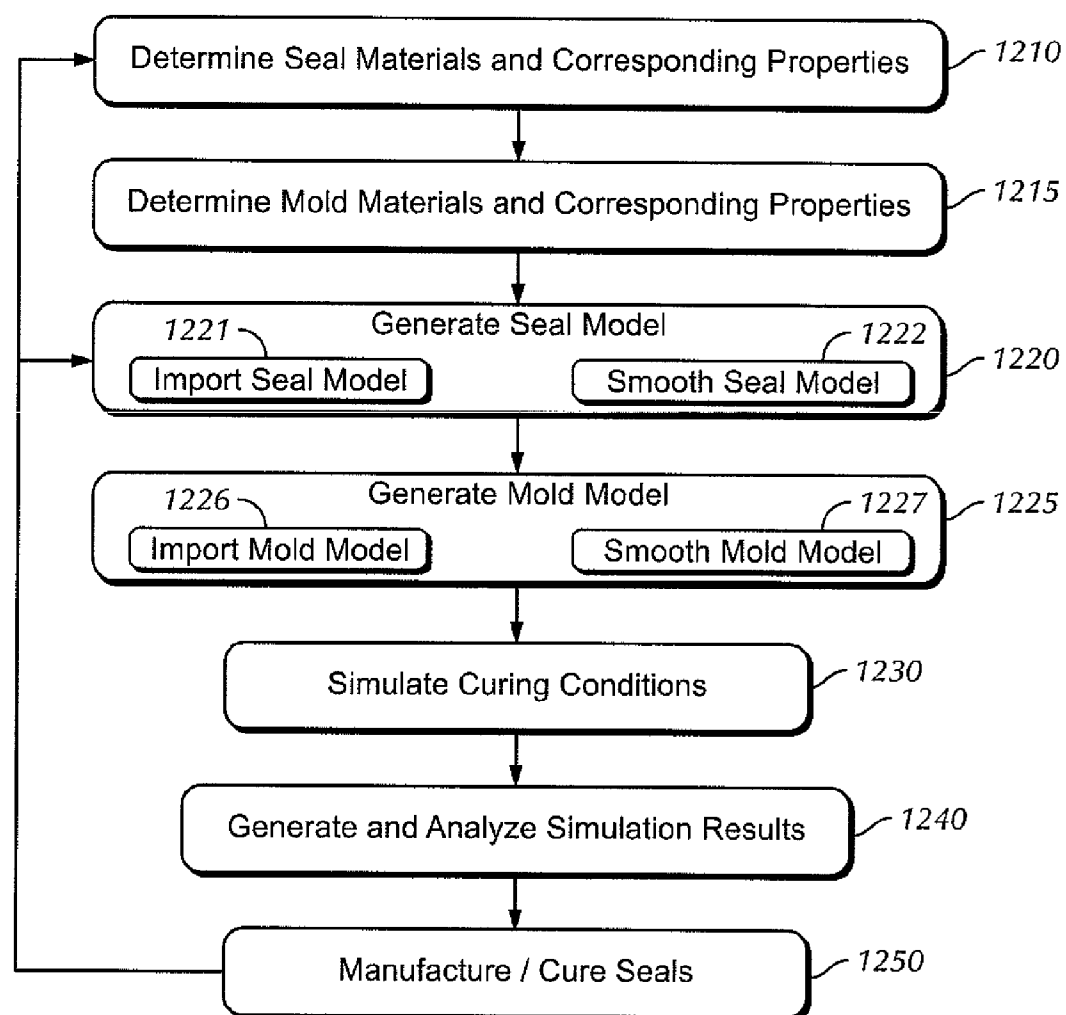 Determine Seal Materials and Corresponding Properties
1210
Determine Mold Materials and Corresponding Properties
1215
Generate Seal Model
1221
1222
Import Seal Model
Smooth Seal Model
1220
Generate Mold Model
1226
1227
Import Mold Model
Smooth Mold Model
1225
Simulate Curing Conditions
1230
Generate and Analyze Simulation Results
1240
Manufacture / Cure Seals
1250